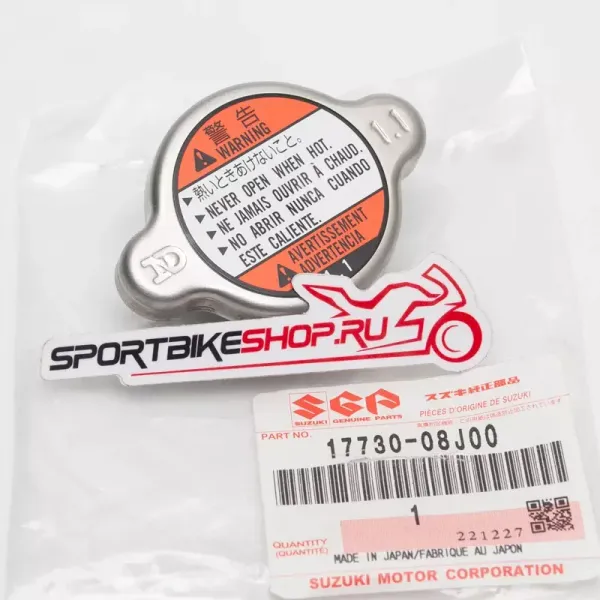 警告
WARNING
1.1
▶熱いときあけないこと。
▶NEVER OPEN WHEN HOT.
▶NE JAMAIS OUVRIR À CHAUD.
▶NO ABRIR NUNCA CUANDO
ESTE CALIENTE.
AVERTISSEMENT
ADVERTENCIA
1
ND
SPORTBIKESHOP.RU
SGP
SUZUKI GENUINE PARTS
スズキ純正部品
PIÈCES D'ORIGINE DE SUZUKI
PART NO.
17730-08J00
QUANTITY
(QUANTITÉ)
1
221227
MADE IN JAPAN/FABRIQUE AU JAPON
SUZUKI MOTOR CORPORATION